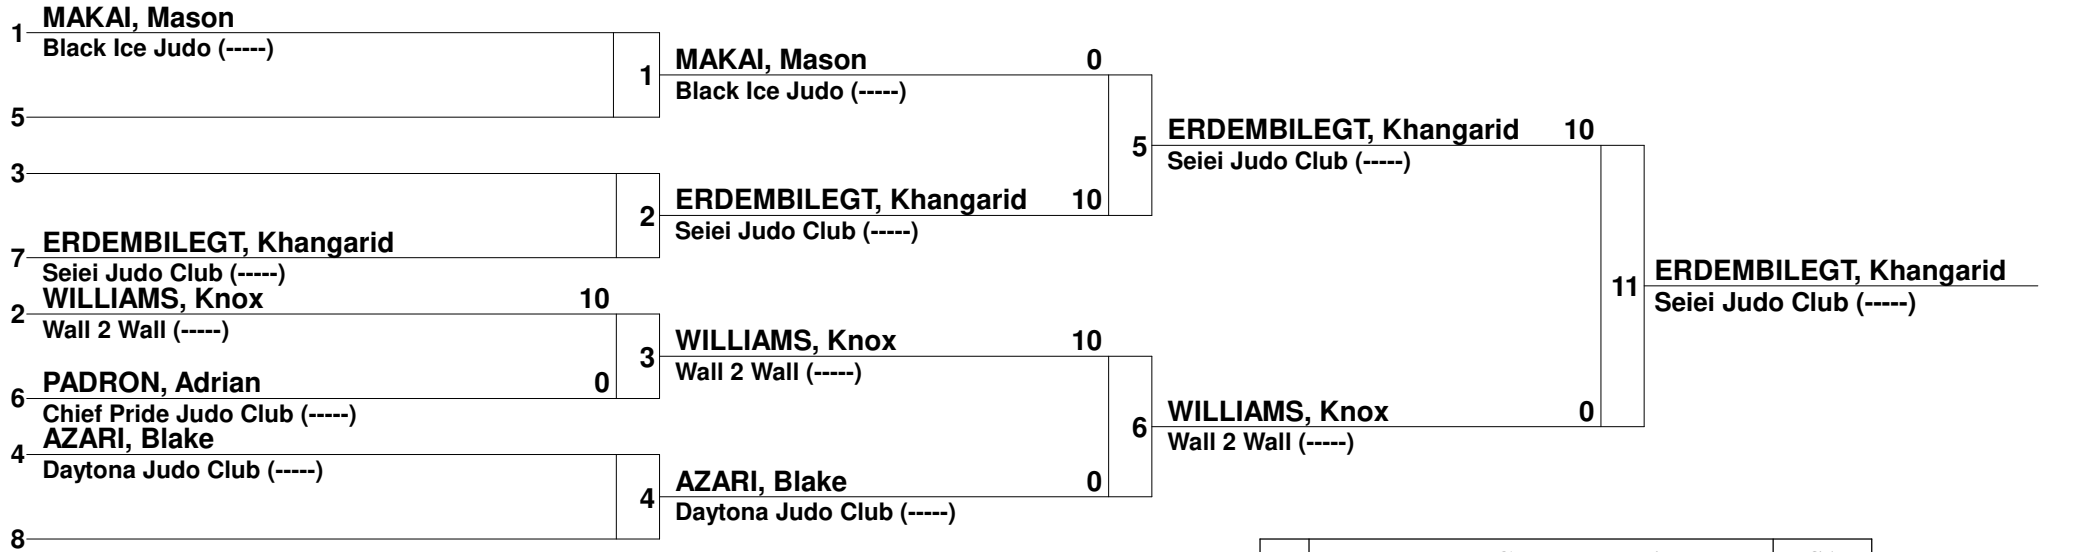 MAKAI, Mason
1
Black Ice Judo (-----)
1
MAKAI, Mason 0
Black Ice Judo (-----)
5
3
2
ERDEMBILEGT, Khangarid 10
Seiei Judo Club (-----)
7
ERDEMBILEGT, Khangarid
Seiei Judo Club (-----)
5
ERDEMBILEGT, Khangarid 10
Seiei Judo Club (-----)
WILLIAMS, Knox 10
2
Wall 2 Wall (-----)
3
WILLIAMS, Knox 10
Wall 2 Wall (-----)
PADRON, Adrian 0
6
Chief Pride Judo Club (-----)
AZARI, Blake
4
Daytona Judo Club (-----)
4
AZARI, Blake 0
Daytona Judo Club (-----)
8
6
WILLIAMS, Knox 0
Wall 2 Wall (-----)
11
ERDEMBILEGT, Khangarid
Seiei Judo Club (-----)